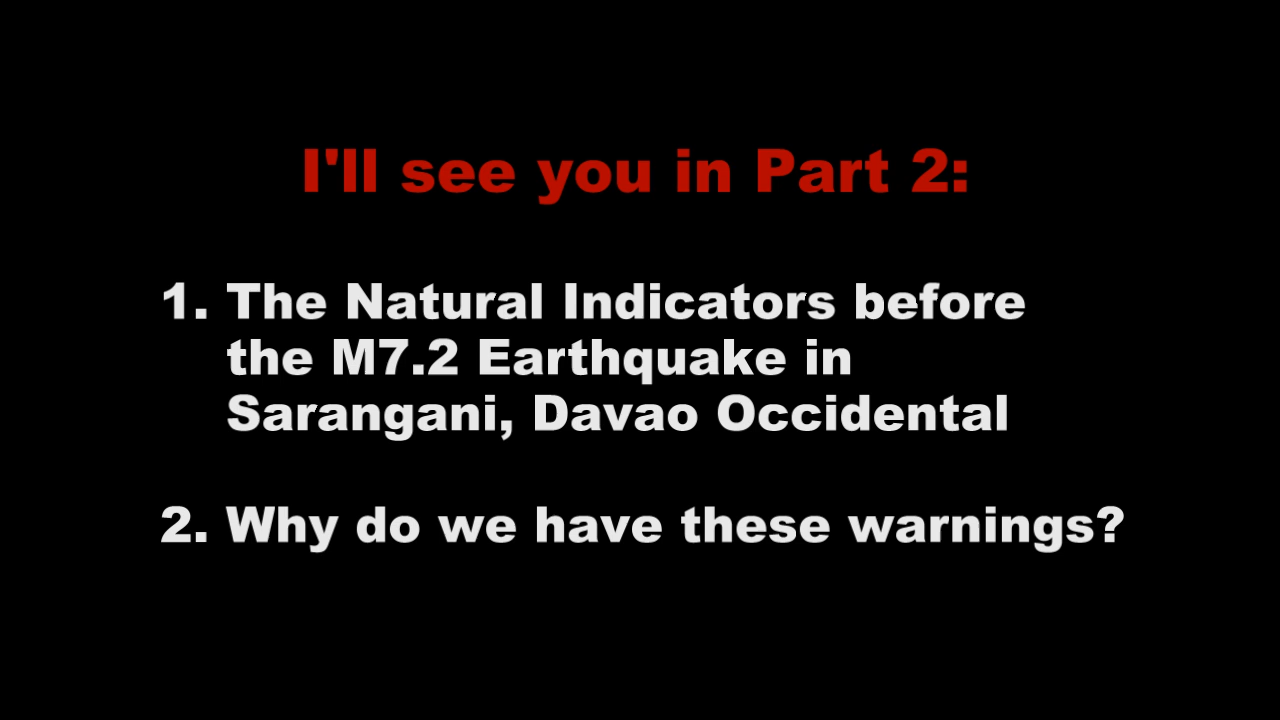 I'll see you in Part 2:
1. The Natural Indicators before
the M7.2 Earthquake in
Sarangani, Davao Occidental
2. Why do we have these warnings?